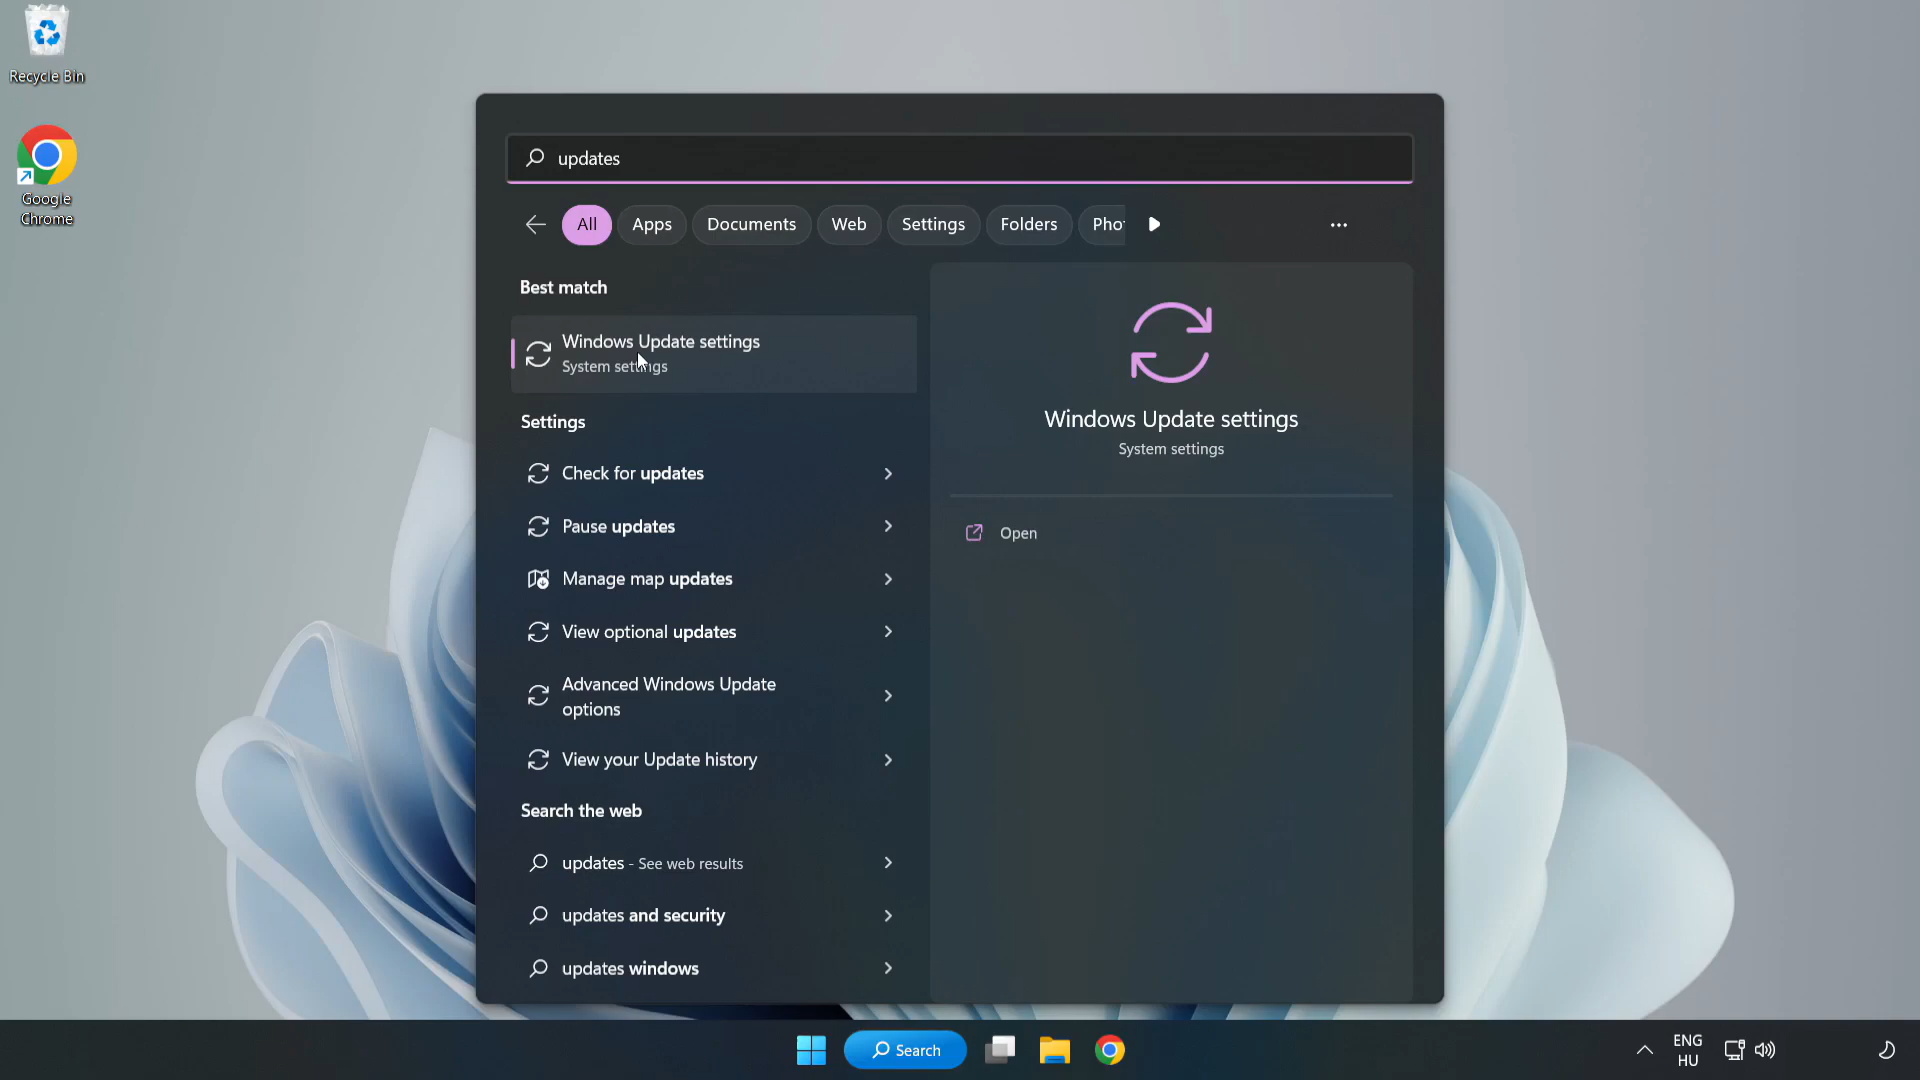 Recycle Bin
Google
Chrome
updates
All
Apps
Documents
Web
Settings
Folders
Best match
Windows Update settings
System settings
Settings
Check for updates
Pause updates
Manage map updates
View optional updates
Advanced Windows Update
options
View your Update history
Search the web
updates - See web results
updates and security
updates windows
Windows Update settings
System settings
Open
Search
ENG
HU